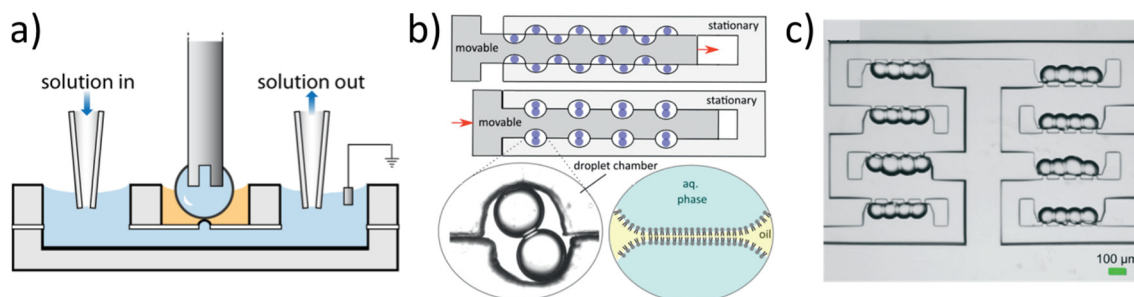 a)
solution in
solution out
b)
stationary
movable
stationary
movable
droplet chamber
aq.
phase
oil
c)
100 μm